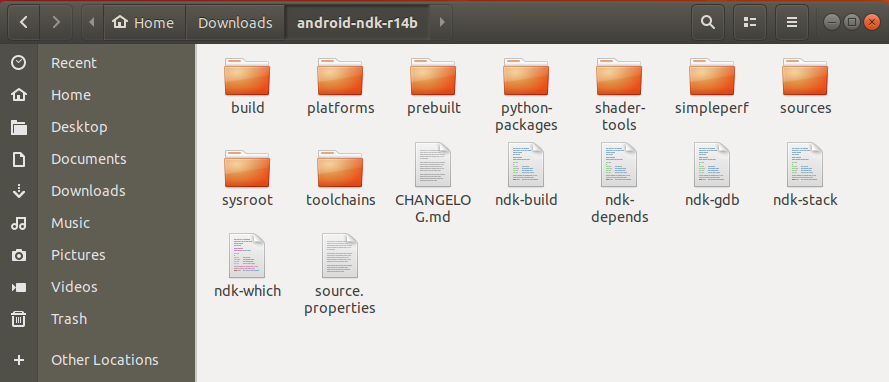 Home
Downloads
android-ndk-r14b
Recent
Home
Desktop
Documents
Downloads
Music
Pictures
Videos
Trash
Other Locations
build
platforms
prebuilt
python-
packages
shader-
tools
simpleperf
sources
sysroot
toolchains
CHANGELO
G.md
ndk-build
ndk-
depends
ndk-gdb
ndk-stack
ndk-which
source.
properties